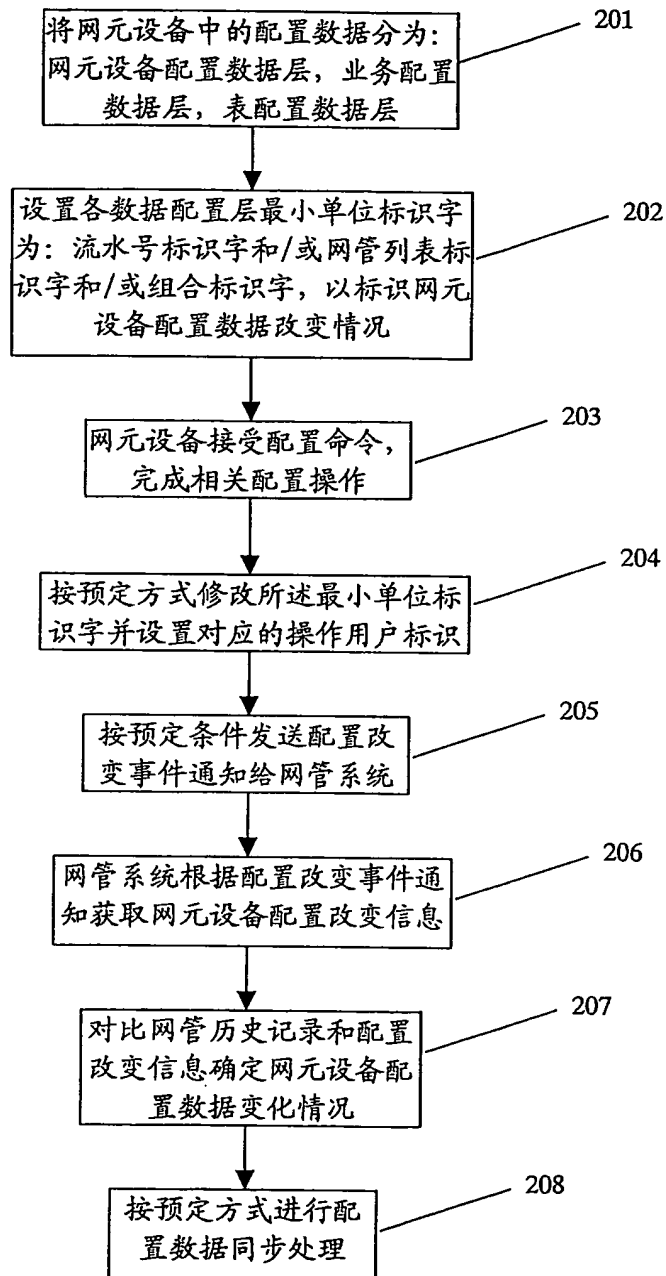 将网元设备中的配置数据分为：
网元设备配置数据层，业务配置
数据层，表配置数据层
201
设置各数据配置层最小单位标识字
为：流水号标识字和/或网管列表标
识字和/或组合标识字，以标识网元
设备配置数据改变情况
202
网元设备接受配置命令，
完成相关配置操作
203
按预定方式修改所述最小单位标
识字并设置对应的操作用户标识
204
按预定条件发送配置改
变事件通知给网管系统
205
网管系统根据配置改变事件通
知获取网元设备配置改变信息
206
对比网管历史记录和配置
改变信息确定网元设备配
置数据变化情况
207
按预定方式进行配
置数据同步处理
208